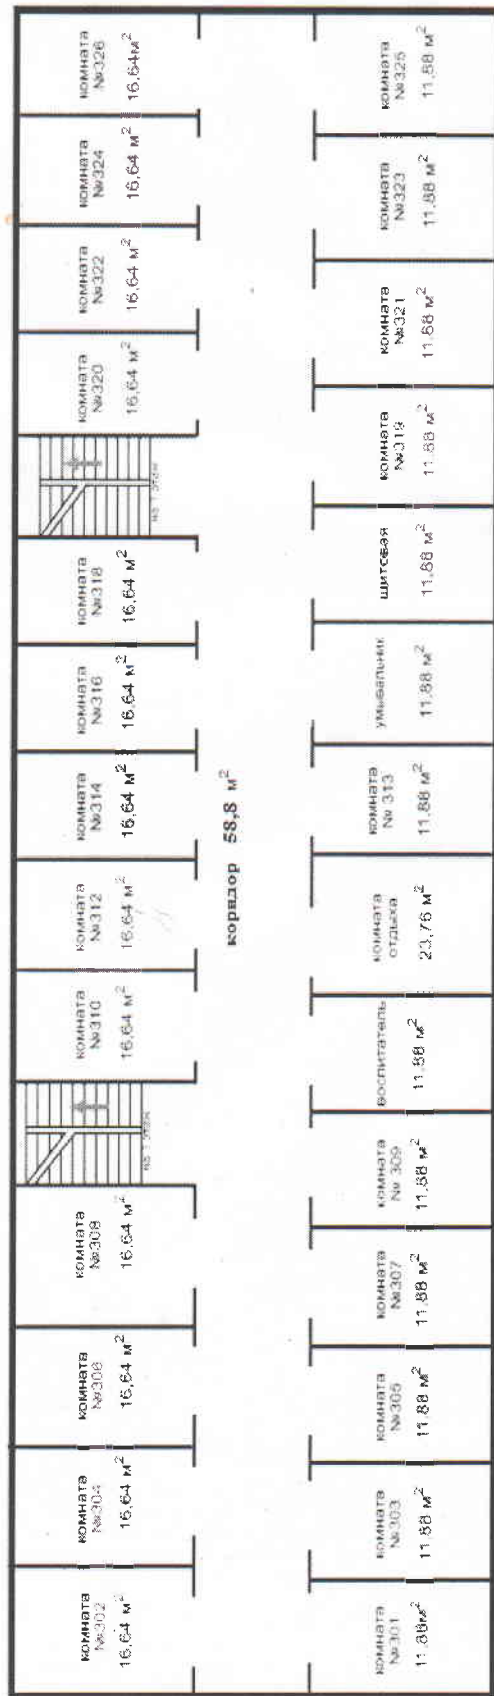 комната
№302
16,64 м²
комната
№304
16,64 м²
комната
№306
16,64 м²
комната
№308
16,64 м²
на 1 этаж
комната
№310
16,64 м²
комната
№312
16,64 м²
комната
№314
16,64 м²
комната
№316
16,64 м²
комната
№318
16,64 м²
на 1 этаж
комната
№320
16,64 м²
комната
№322
16,64 м²
комната
№324
16,64 м²
комната
№326
16,64м²
коридор 58,8 м²
комната
№301
11.88м²
комната
№303
11.88 м²
комната
№305
11.88 м²
комната
№307
11.88 м²
комната
№ 309
11.88 м²
воспитатель
11.88 м²
комната
отдыха
23,76 м²
комната
№ 313
11.88 м²
умывальник
11.88 м²
щитовая
11.88 м²
комната
№319
11.88 м²
комната
№321
11.88 м²
комната
№323
11.88 м²
комната
№325
11.88 м²